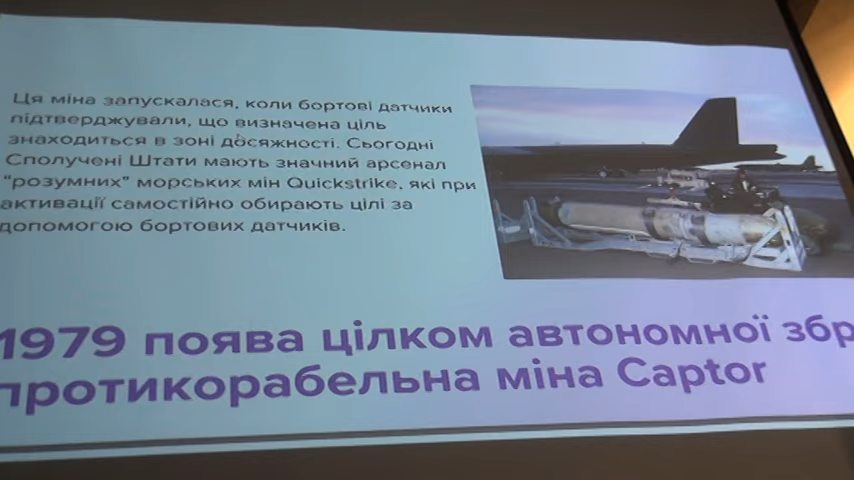 Ця міна запускалася, коли бортові датчики
підтверджували, що визначена ціль
знаходиться в зоні досяжності. Сьогодні
Сполучені Штати мають значний арсенал
"розумних" морських мін Quickstrike, які при
активації самостійно обирають цілі за
допомогою бортових датчиків.
1979 поява цілком автономної
протикорабельна міна Captor